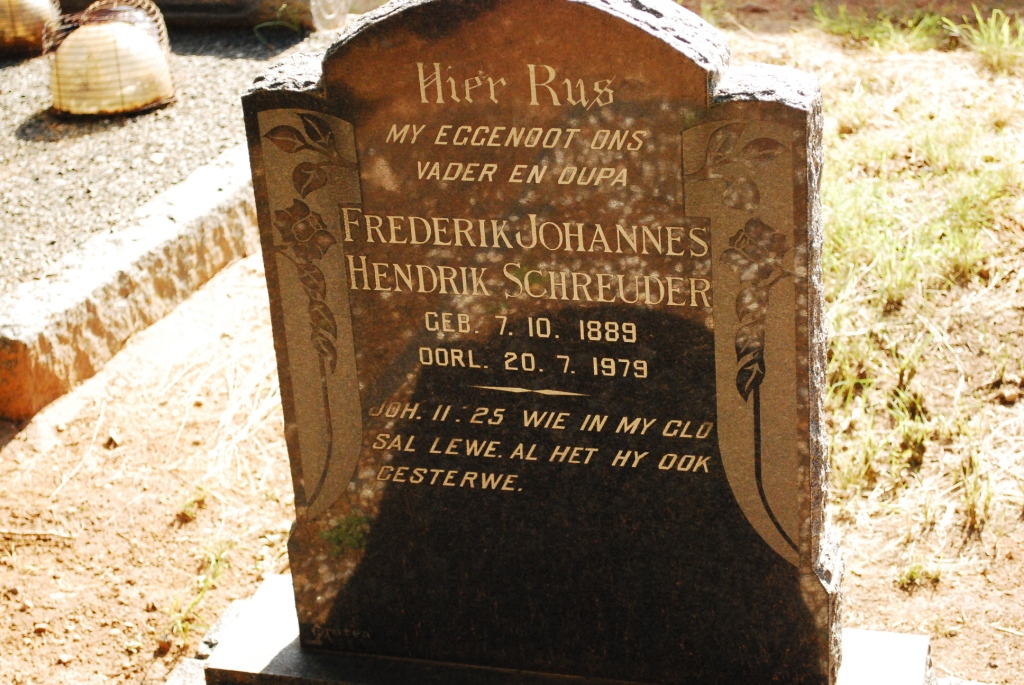 Hier Rus
MY EGGENOOT ONS
VADER EN OUPA
FREDERIK JOHANNES
HENDRIK SCHREUDER
GEB. 7. 10. 1889
OORL. 20. 7. 1979
JOH. 11:25 WIE IN MY GLO
SAL LEWE. AL HET HY OOK
GESTERWE.